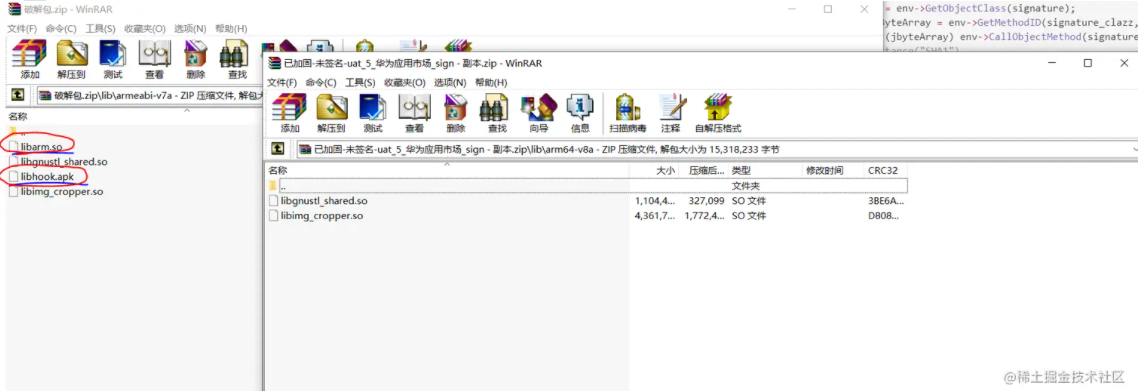 破解包.zip - WinRAR
文件(F) 命令(C) 工具(S) 收藏夹(O) 选项(N) 帮助(H)
添加 解压到 测试 查看 删除 查找
破解包.zip\lib\armeabi-v7a - ZIP 压缩文件, 解包大
名称
..
libarm.so
libgnustl_shared.so
libhook.apk
libimg_cropper.so
= env->GetObjectClass(signature);
byteArray = env->GetMethodID(signature_clazz,
(jbyteArray) env->CallObjectMethod(signature
已加固-未签名-uat_5_华为应用市场_sign - 副本.zip - WinRAR
文件(F) 命令(C) 工具(S) 收藏夹(O) 选项(N) 帮助(H)
添加 解压到 测试 查看 删除 查找 向导 信息 扫描病毒 注释 自解压格式
已加固-未签名-uat_5_华为应用市场_sign - 副本.zip\lib\arm64-v8a - ZIP 压缩文件, 解包大小为 15,318,233 字节
名称 大小 压缩后... 类型 修改时间 CRC32
.. 文件夹
libgnustl_shared.so 1,104,4... 327,099 SO 文件 3BE6A...
libimg_cropper.so 4,361,7... 1,772,4... SO 文件 D808...
@稀土掘金技术社区